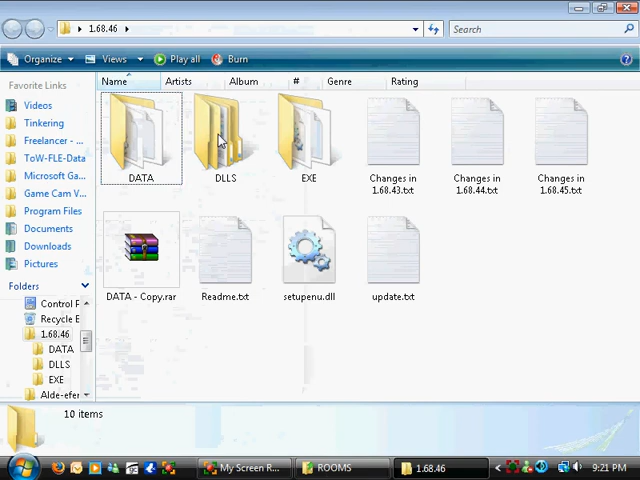 1.68.46
Search
Organize Views Play all Burn
Favorite Links
Videos
Tinkering
Freelancer - ...
ToW-FLE-Data
Microsoft Ga...
Game Cam V...
Program Files
Documents
Downloads
Pictures
Folders
Control P
Recycle B
1.68.46
DATA
DLLS
EXE
Alde-efer
Name Artists Album # Genre Rating
DATA
DLLS
EXE
Changes in
1.68.43.txt
Changes in
1.68.44.txt
Changes in
1.68.45.txt
DATA - Copy.rar
Readme.txt
setupenu.dll
update.txt
10 items
My Screen R...
ROOMS
1.68.46
9:21 PM